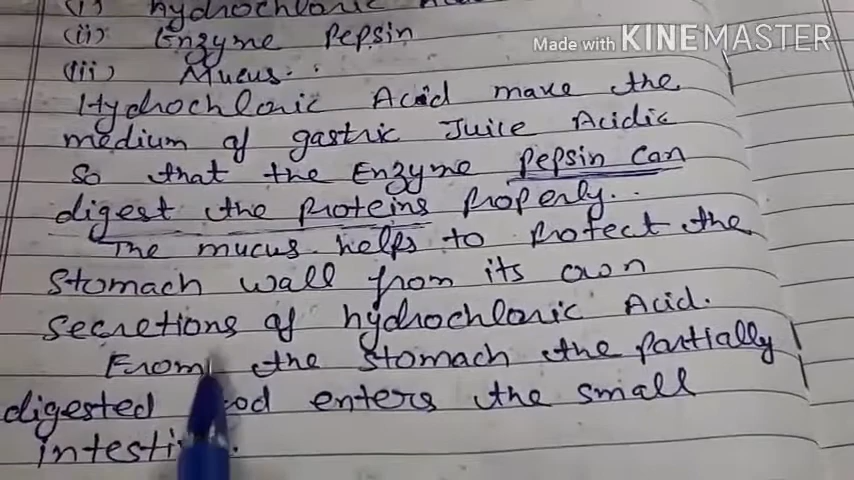 (i) hydrochloric Acid
(ii) Enzyme Pepsin
Made with KINEMASTER
(iii) Mucus.
Hydrochloric Acid make the
medium of gastric Juice Acidic
so that the Enzyme pepsin can
digest the proteins properly..
The mucus helps to protect the
stomach wall from its own
secretions of hydrochloric Acid.
From the stomach the partially
digested enters the small